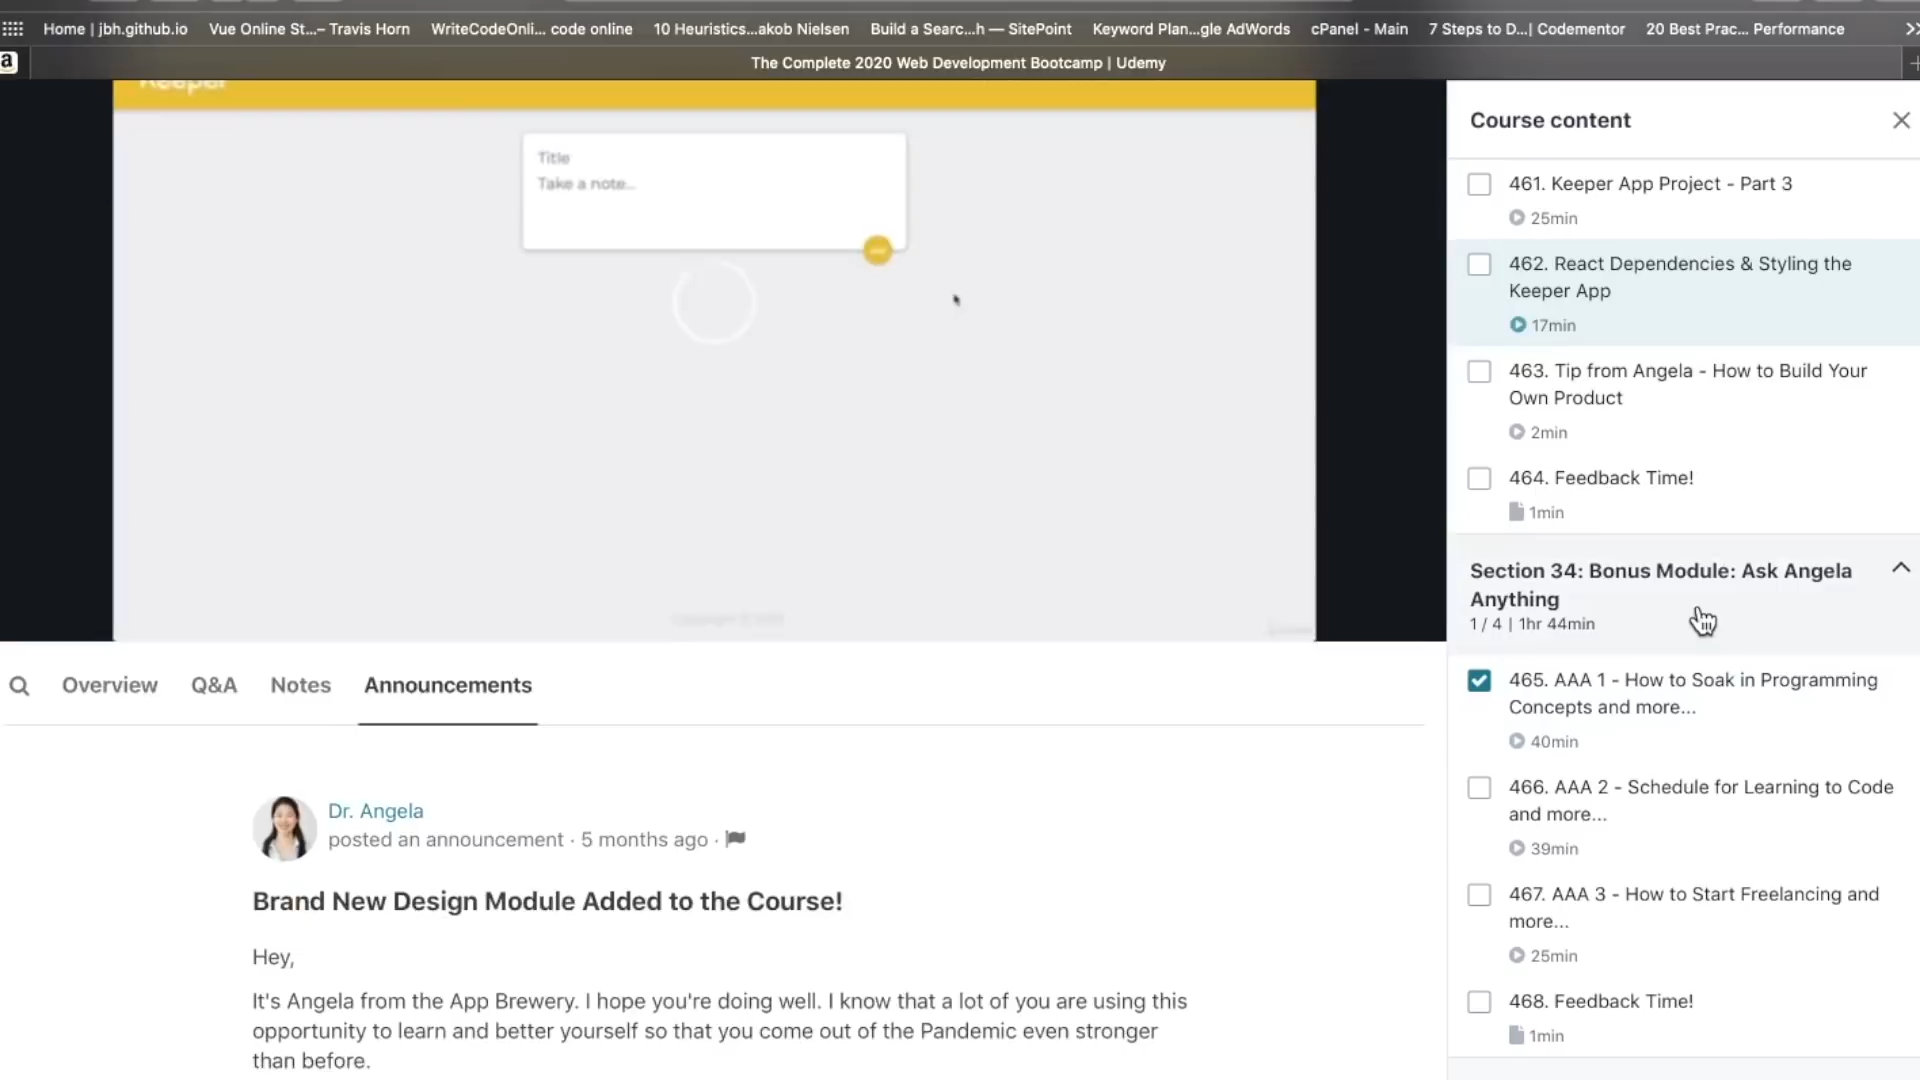 Home | jbh.github.io
Vue Online St...– Travis Horn
WriteCodeOnli... code online
10 Heuristics...akob Nielsen
Build a Searc...h — SitePoint
Keyword Plan...gle AdWords
cPanel - Main
7 Steps to D...| Codementor
20 Best Prac... Performance
a
The Complete 2020 Web Development Bootcamp | Udemy
Keeper
Title
Take a note...
Overview
Q&A
Notes
Announcements
Dr. Angela
posted an announcement · 5 months ago ·
Brand New Design Module Added to the Course!
Hey,
It's Angela from the App Brewery. I hope you're doing well. I know that a lot of you are using this
opportunity to learn and better yourself so that you come out of the Pandemic even stronger
than before.
Course content
461. Keeper App Project - Part 3
25min
462. React Dependencies & Styling the
Keeper App
17min
463. Tip from Angela - How to Build Your
Own Product
2min
464. Feedback Time!
1min
Section 34: Bonus Module: Ask Angela
Anything
1 / 4 | 1hr 44min
465. AAA 1 - How to Soak in Programming
Concepts and more...
40min
466. AAA 2 - Schedule for Learning to Code
and more...
39min
467. AAA 3 - How to Start Freelancing and
more...
25min
468. Feedback Time!
1min